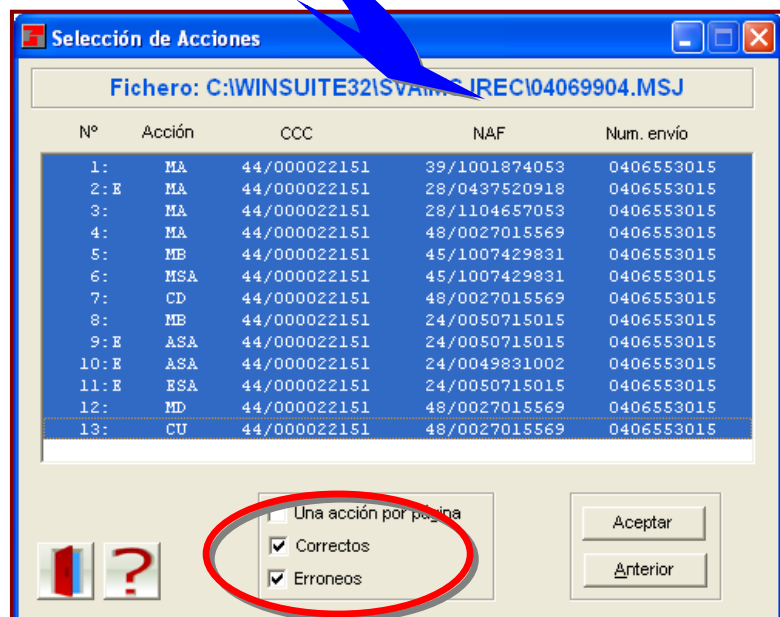 Selección de Acciones
Fichero: C:\WINSUITE32\SVA\MSJREC\04069904.MSJ
Nº Acción CCC NAF Num. envío
1: MA 44/000022151 39/1001874053 0406553015
2:E MA 44/000022151 28/0437520918 0406553015
3: MA 44/000022151 28/1104657053 0406553015
4: MA 44/000022151 48/0027015569 0406553015
5: MB 44/000022151 45/1007429831 0406553015
6: MSA 44/000022151 45/1007429831 0406553015
7: CD 44/000022151 48/0027015569 0406553015
8: MB 44/000022151 24/0050715015 0406553015
9:E ASA 44/000022151 24/0050715015 0406553015
10:E ASA 44/000022151 24/0049831002 0406553015
11:E ESA 44/000022151 24/0050715015 0406553015
12: MD 44/000022151 48/0027015569 0406553015
13: CU 44/000022151 48/0027015569 0406553015
Una acción por página
Correctos
Erroneos
Aceptar
Anterior